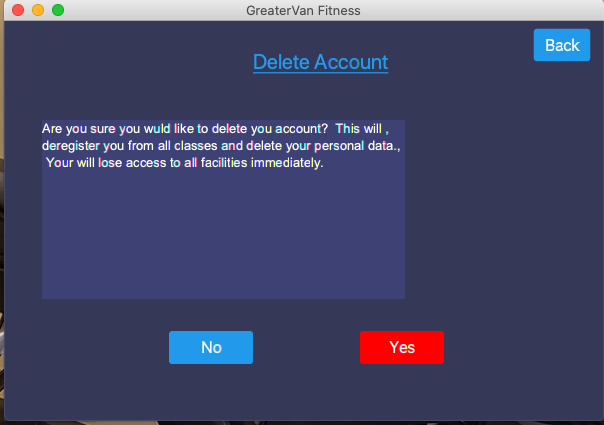 GreaterVan Fitness
Back
Delete Account
Are you sure you wuld like to delete you account?  This will ,
deregister you from all classes and delete your personal data.,
 Your will lose access to all facilities immediately.
No
Yes